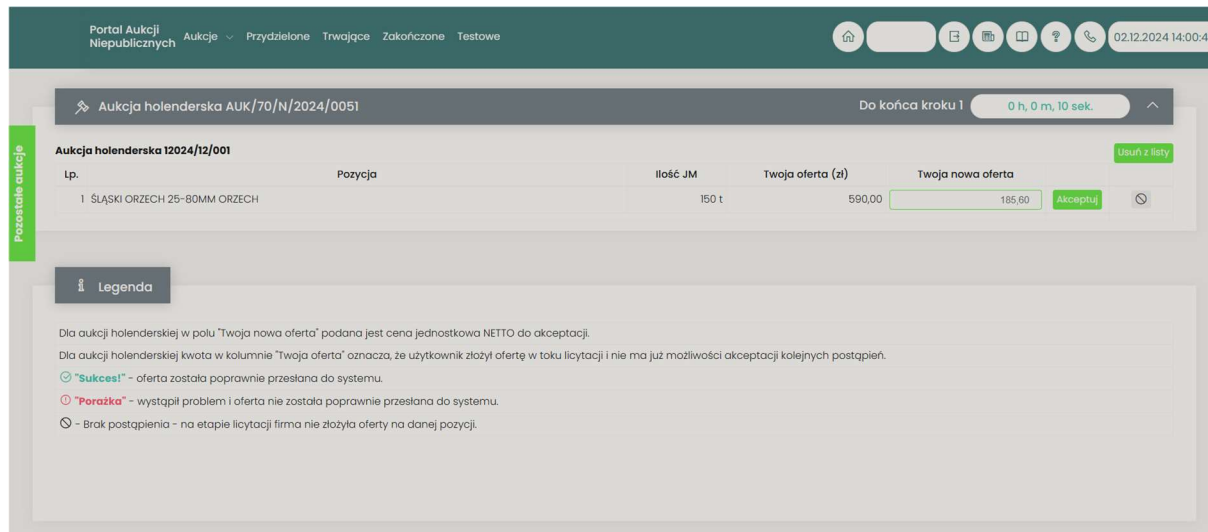 Portal Aukcji
Niepublicznych
Aukcje Przydzielone Trwające Zakończone Testowe
02.12.2024 14:00:4
Aukcja holenderska AUK/70/N/2024/0051
Do końca kroku 1 0 h, 0 m, 10 sek.
Pozostałe aukcje
Aukcja holenderska 12024/12/001
Usuń z listy
Lp. Pozycja Ilość JM Twoja oferta (zł) Twoja nowa oferta
1 ŚLĄSKI ORZECH 25-80MM ORZECH 150 t 590,00 185,60 Akceptuj
Legenda
Dla aukcji holenderskiej w polu "Twoja nowa oferta" podana jest cena jednostkowa NETTO do akceptacji.
Dla aukcji holenderskiej kwota w kolumnie "Twoja oferta" oznacza, że użytkownik złożył ofertę w toku licytacji i nie ma już możliwości akceptacji kolejnych postąpień.
"Sukces!" - oferta została poprawnie przesłana do systemu.
"Porażka" - wystąpił problem i oferta nie została poprawnie przesłana do systemu.
- Brak postąpienia - na etapie licytacji firma nie złożyła oferty na danej pozycji.